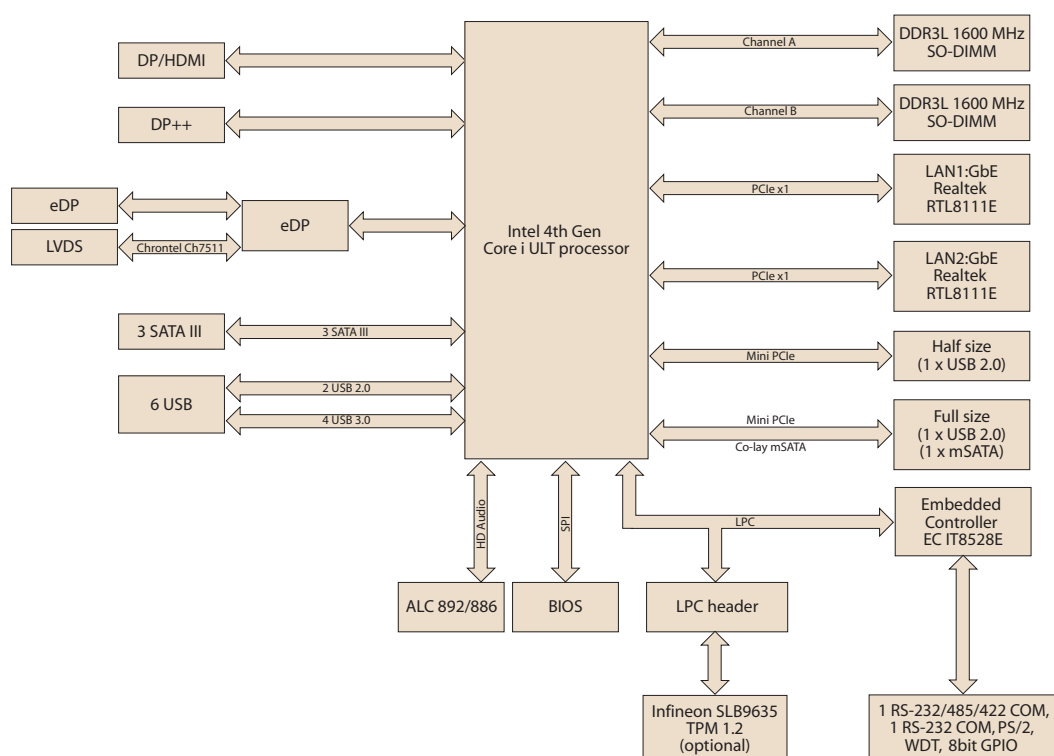 DP/HDMI
DP++
eDP
LVDS
Chrontel Ch7511
eDP
3 SATA III
3 SATA III
6 USB
2 USB 2.0
4 USB 3.0
Intel 4th Gen
Core i ULT processor
Channel A
DDR3L 1600 MHz
SO-DIMM
Channel B
DDR3L 1600 MHz
SO-DIMM
PCIe x1
LAN1:GbE
Realtek
RTL8111E
PCIe x1
LAN2:GbE
Realtek
RTL8111E
Mini PCIe
Half size
(1 x USB 2.0)
Mini PCIe
Co-lay mSATA
Full size
(1 x USB 2.0)
(1 x mSATA)
HD Audio
SPI
LPC
Embedded
Controller
EC IT8528E
ALC 892/886
BIOS
LPC header
Infineon SLB9635
TPM 1.2
(optional)
1 RS-232/485/422 COM,
1 RS-232 COM, PS/2,
WDT, 8bit GPIO